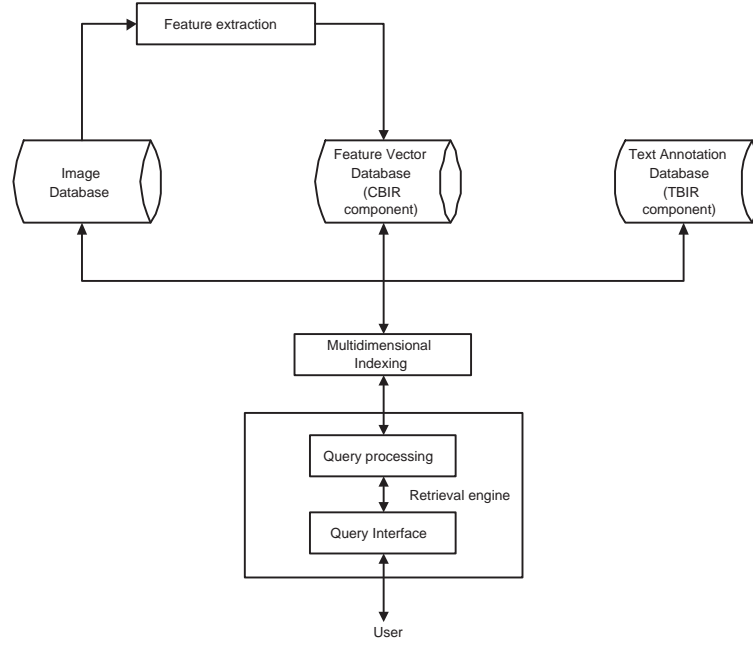 Feature extraction
Image
Database
Feature Vector
Database
(CBIR
component)
Text Annotation
Database
(TBIR
component)
Multidimensional
Indexing
Query processing
Retrieval engine
Query Interface
User